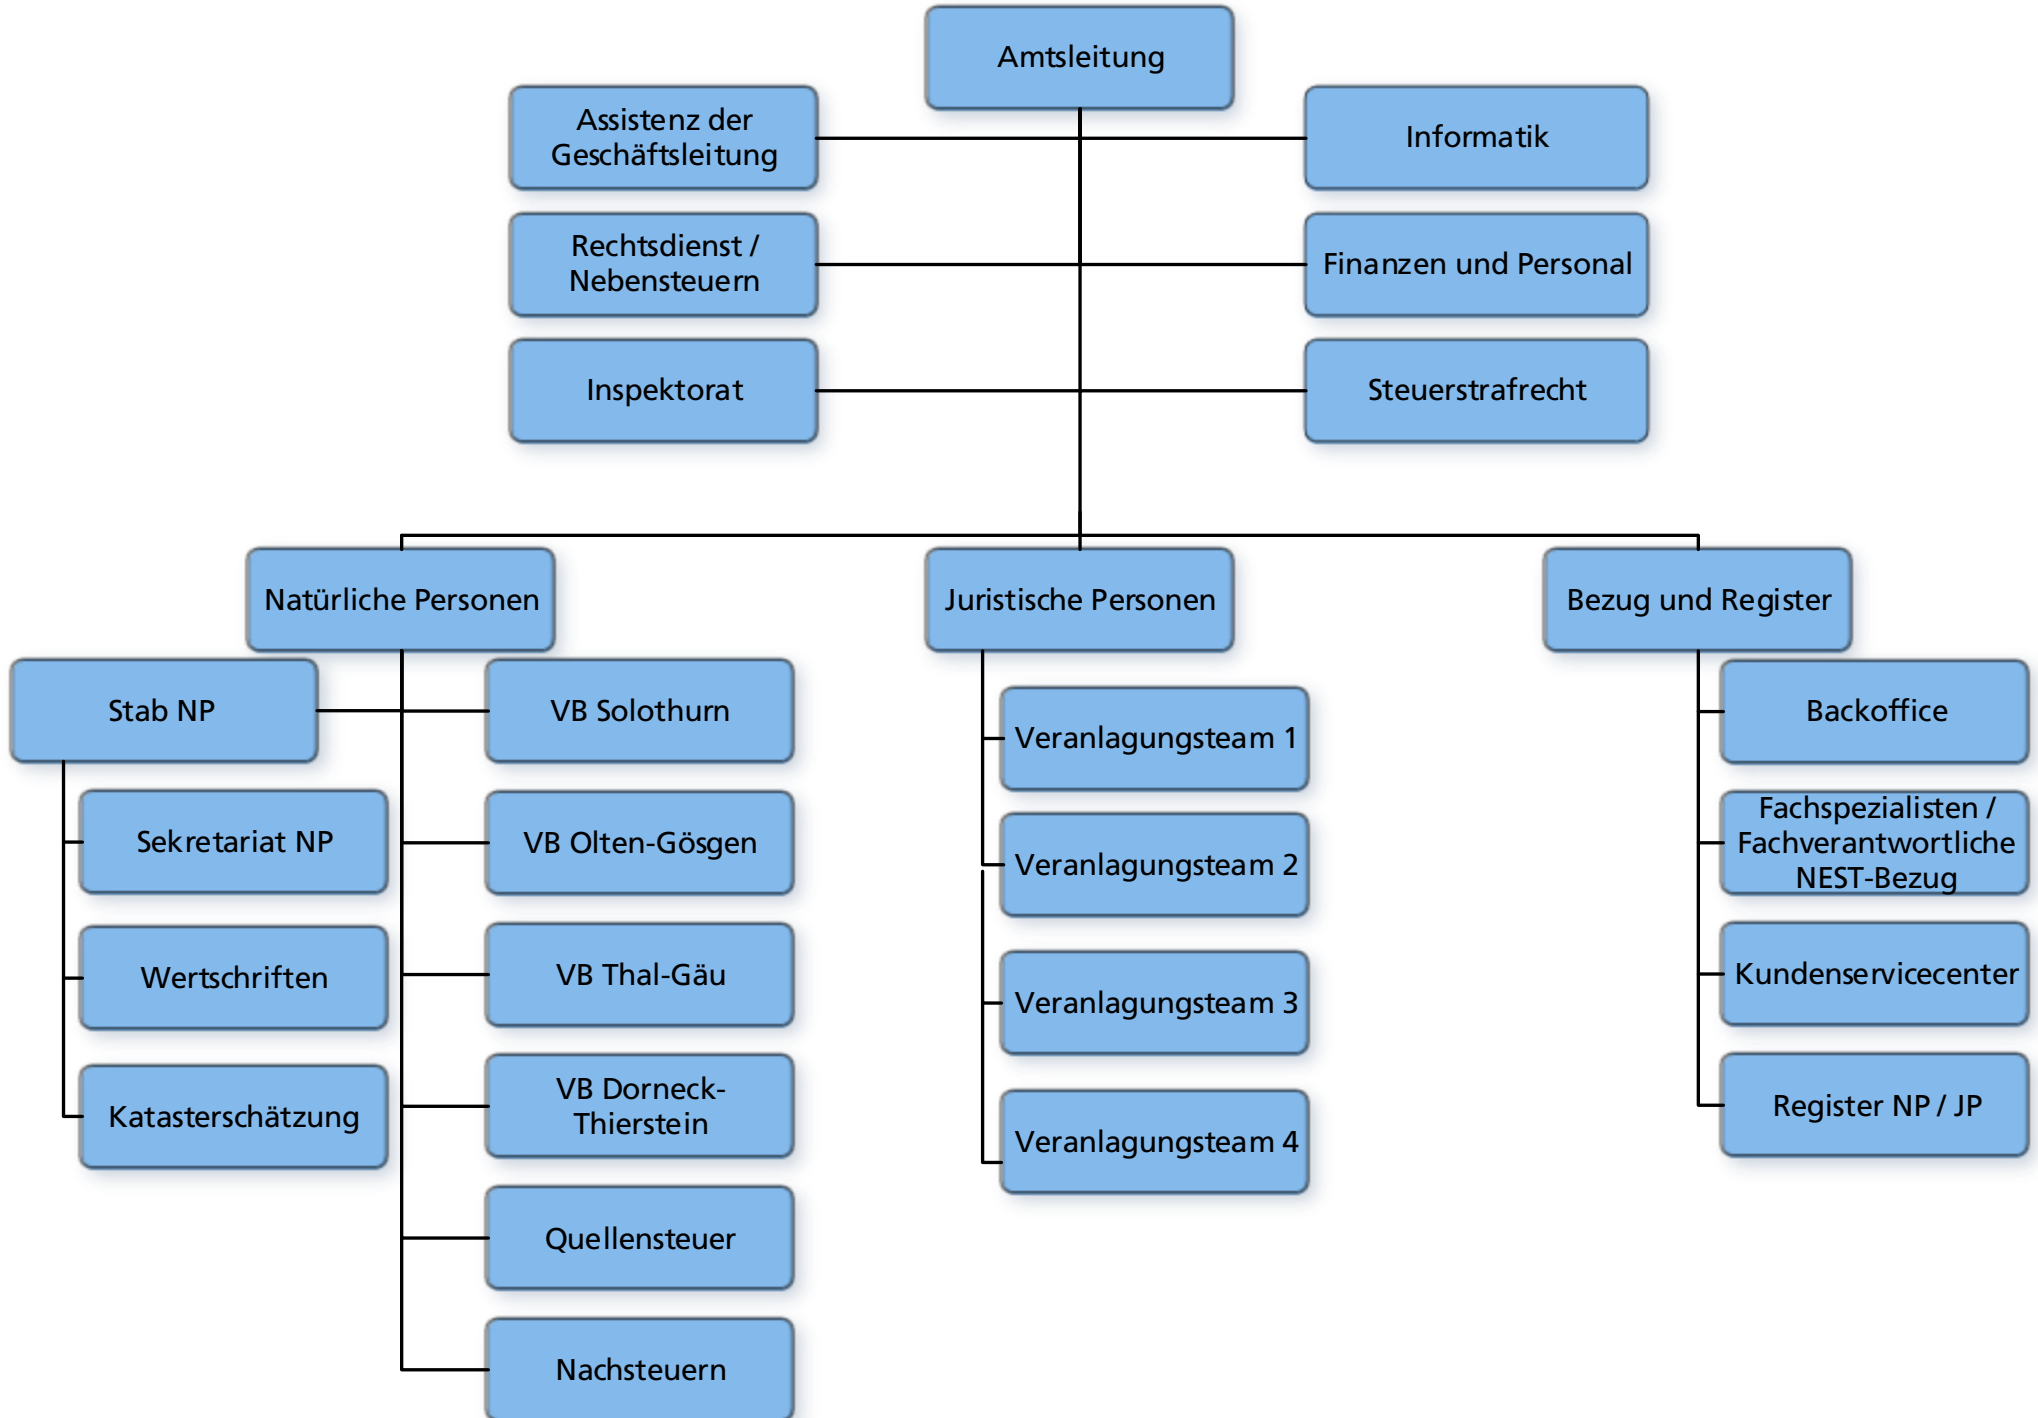 Amtsleitung
Assistenz der
Geschäftsleitung
Informatik
Rechtsdienst /
Nebensteuern
Finanzen und Personal
Inspektorat
Steuerstrafrecht
Natürliche Personen
Juristische Personen
Bezug und Register
Stab NP
Sekretariat NP
Wertschriften
Katasterschätzung
VB Solothurn
VB Olten-Gösgen
VB Thal-Gäu
VB Dorneck-
Thierstein
Quellensteuer
Nachsteuern
Veranlagungsteam 1
Veranlagungsteam 2
Veranlagungsteam 3
Veranlagungsteam 4
Backoffice
Fachspezialisten /
Fachverantwortliche
NEST-Bezug
Kundenservicecenter
Register NP / JP